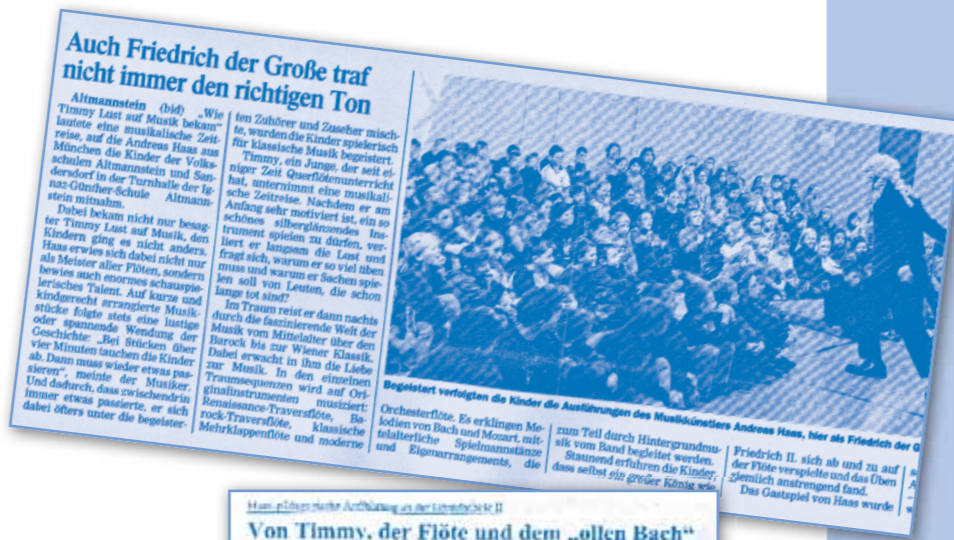 Auch Friedrich der Große traf
nicht immer den richtigen Ton
Altmannstein (bid) „Wie
Timmy Lust auf Musik bekam“
lautete eine musikalische Zeit-
reise, auf die Andreas Haas aus
München die Kinder der Volks-
schulen Altmannstein und San-
dersdorf in der Turnhalle der Ig-
naz-Günther-Schule Altmann-
stein mitnahm.
Dabei bekam nicht nur besag-
ter Timmy Lust auf Musik, den
Kindern ging es nicht anders.
Haas erwies sich dabei nicht nur
als Meister aller Flöten, sondern
bewies auch enormes schauspie-
lerisches Talent. Auf kurze und
kindgerecht arrangierte Musik-
stücke folgte stets eine lustige
oder spannende Wendung der
Geschichte: „Bei Stücken über
vier Minuten tauchen die Kinder
ab. Dann muss wieder etwas pas-
sieren“, meinte der Musiker.
Und dadurch, dass zwischendrin
immer etwas passierte, er sich
dabei öfters unter die begeister-
ten Zuhörer und Zuseher misch-
te, wurden die Kinder spielerisch
für klassische Musik begeistert.
Timmy, ein Junge, der seit ei-
niger Zeit Querflötenunterricht
hat, unternimmt eine musikali-
sche Zeitreise. Nachdem er am
Anfang sehr motiviert ist, ein so
schönes silberglänzendes Ins-
trument spielen zu dürfen, ver-
liert er langsam die Lust und
fragt sich, warum er so viel üben
muss und warum er Sachen spie-
len soll von Leuten, die schon
lange tot sind?
Im Traum reist er dann nachts
durch die faszinierende Welt der
Musik vom Mittelalter über den
Barock bis zur Wiener Klassik.
Dabei erwacht in ihm die Liebe
zur Musik. In den einzelnen
Traumsequenzen wird auf Ori-
ginalinstrumenten musiziert:
Renaissance-Traversflöte, Ba-
rock-Traversflöte, klassische
Mehrklappenflöte und moderne
Begeistert verfolgten die Kinder die Ausführungen des Musikkünstlers Andreas Haas, hier als Friedrich der G
Orchesterflöte. Es erklingen Me-
lodien von Bach und Mozart, mit-
telalterliche Spielmannstänze
und Eigenarrangements, die
zum Teil durch Hintergrundmu-
sik vom Band begleitet werden.
Staunend erfuhren die Kinder,
dass selbst ein großer König wie
Friedrich II. sich ab und zu auf
der Flöte verspielte und das Üben
ziemlich anstrengend fand.
Das Gastspiel von Haas wurde
Von Timmy, der Flöte und dem „ollen Bach“